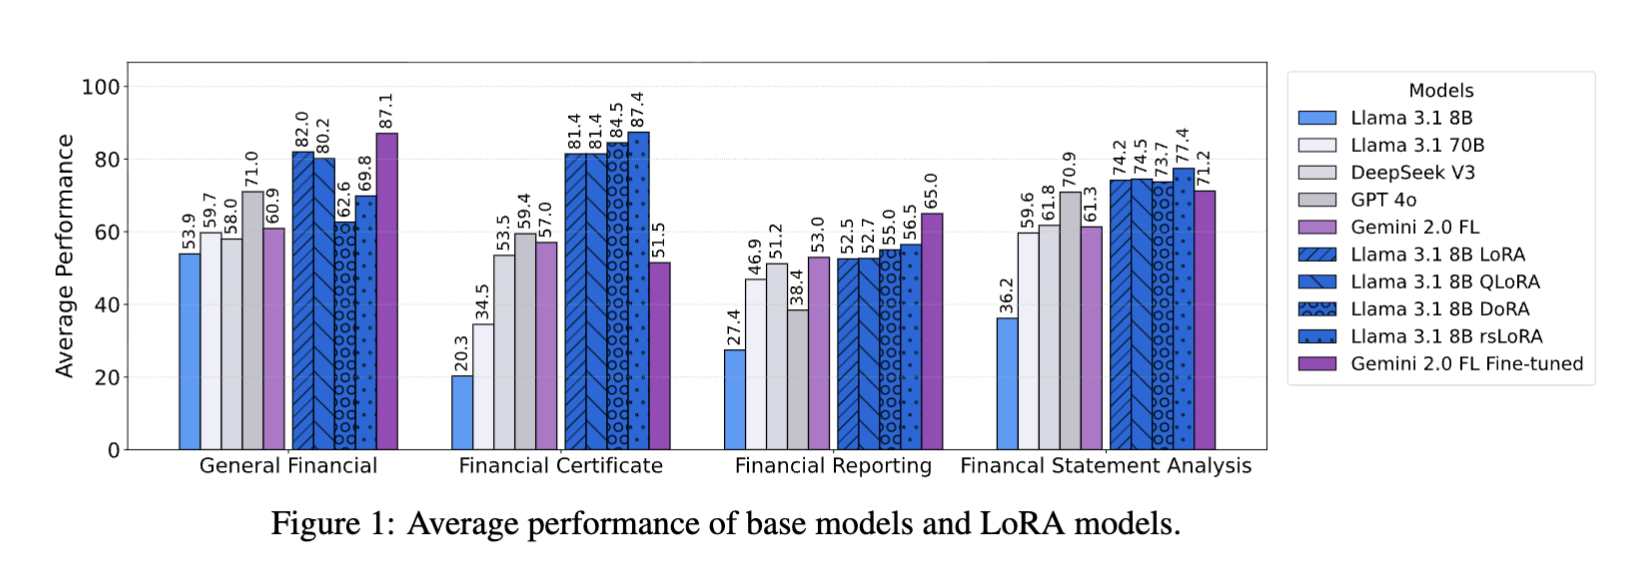 100
80
60
40
20
0
Average Performance
53.9
59.7
58.0
71.0
60.9
82.0
80.2
62.6
69.8
87.1
20.3
34.5
53.5
59.4
57.0
81.4
81.4
84.5
87.4
51.5
27.4
46.9
51.2
38.4
53.0
52.5
52.7
55.0
56.5
65.0
36.2
59.6
61.8
70.9
61.3
74.2
74.5
73.7
77.4
71.2
General Financial
Financial Certificate
Financial Reporting
Financal Statement Analysis
Models
Llama 3.1 8B
Llama 3.1 70B
DeepSeek V3
GPT 4o
Gemini 2.0 FL
Llama 3.1 8B LoRA
Llama 3.1 8B QLoRA
Llama 3.1 8B DoRA
Llama 3.1 8B rsLoRA
Gemini 2.0 FL Fine-tuned
Figure 1: Average performance of base models and LoRA models.